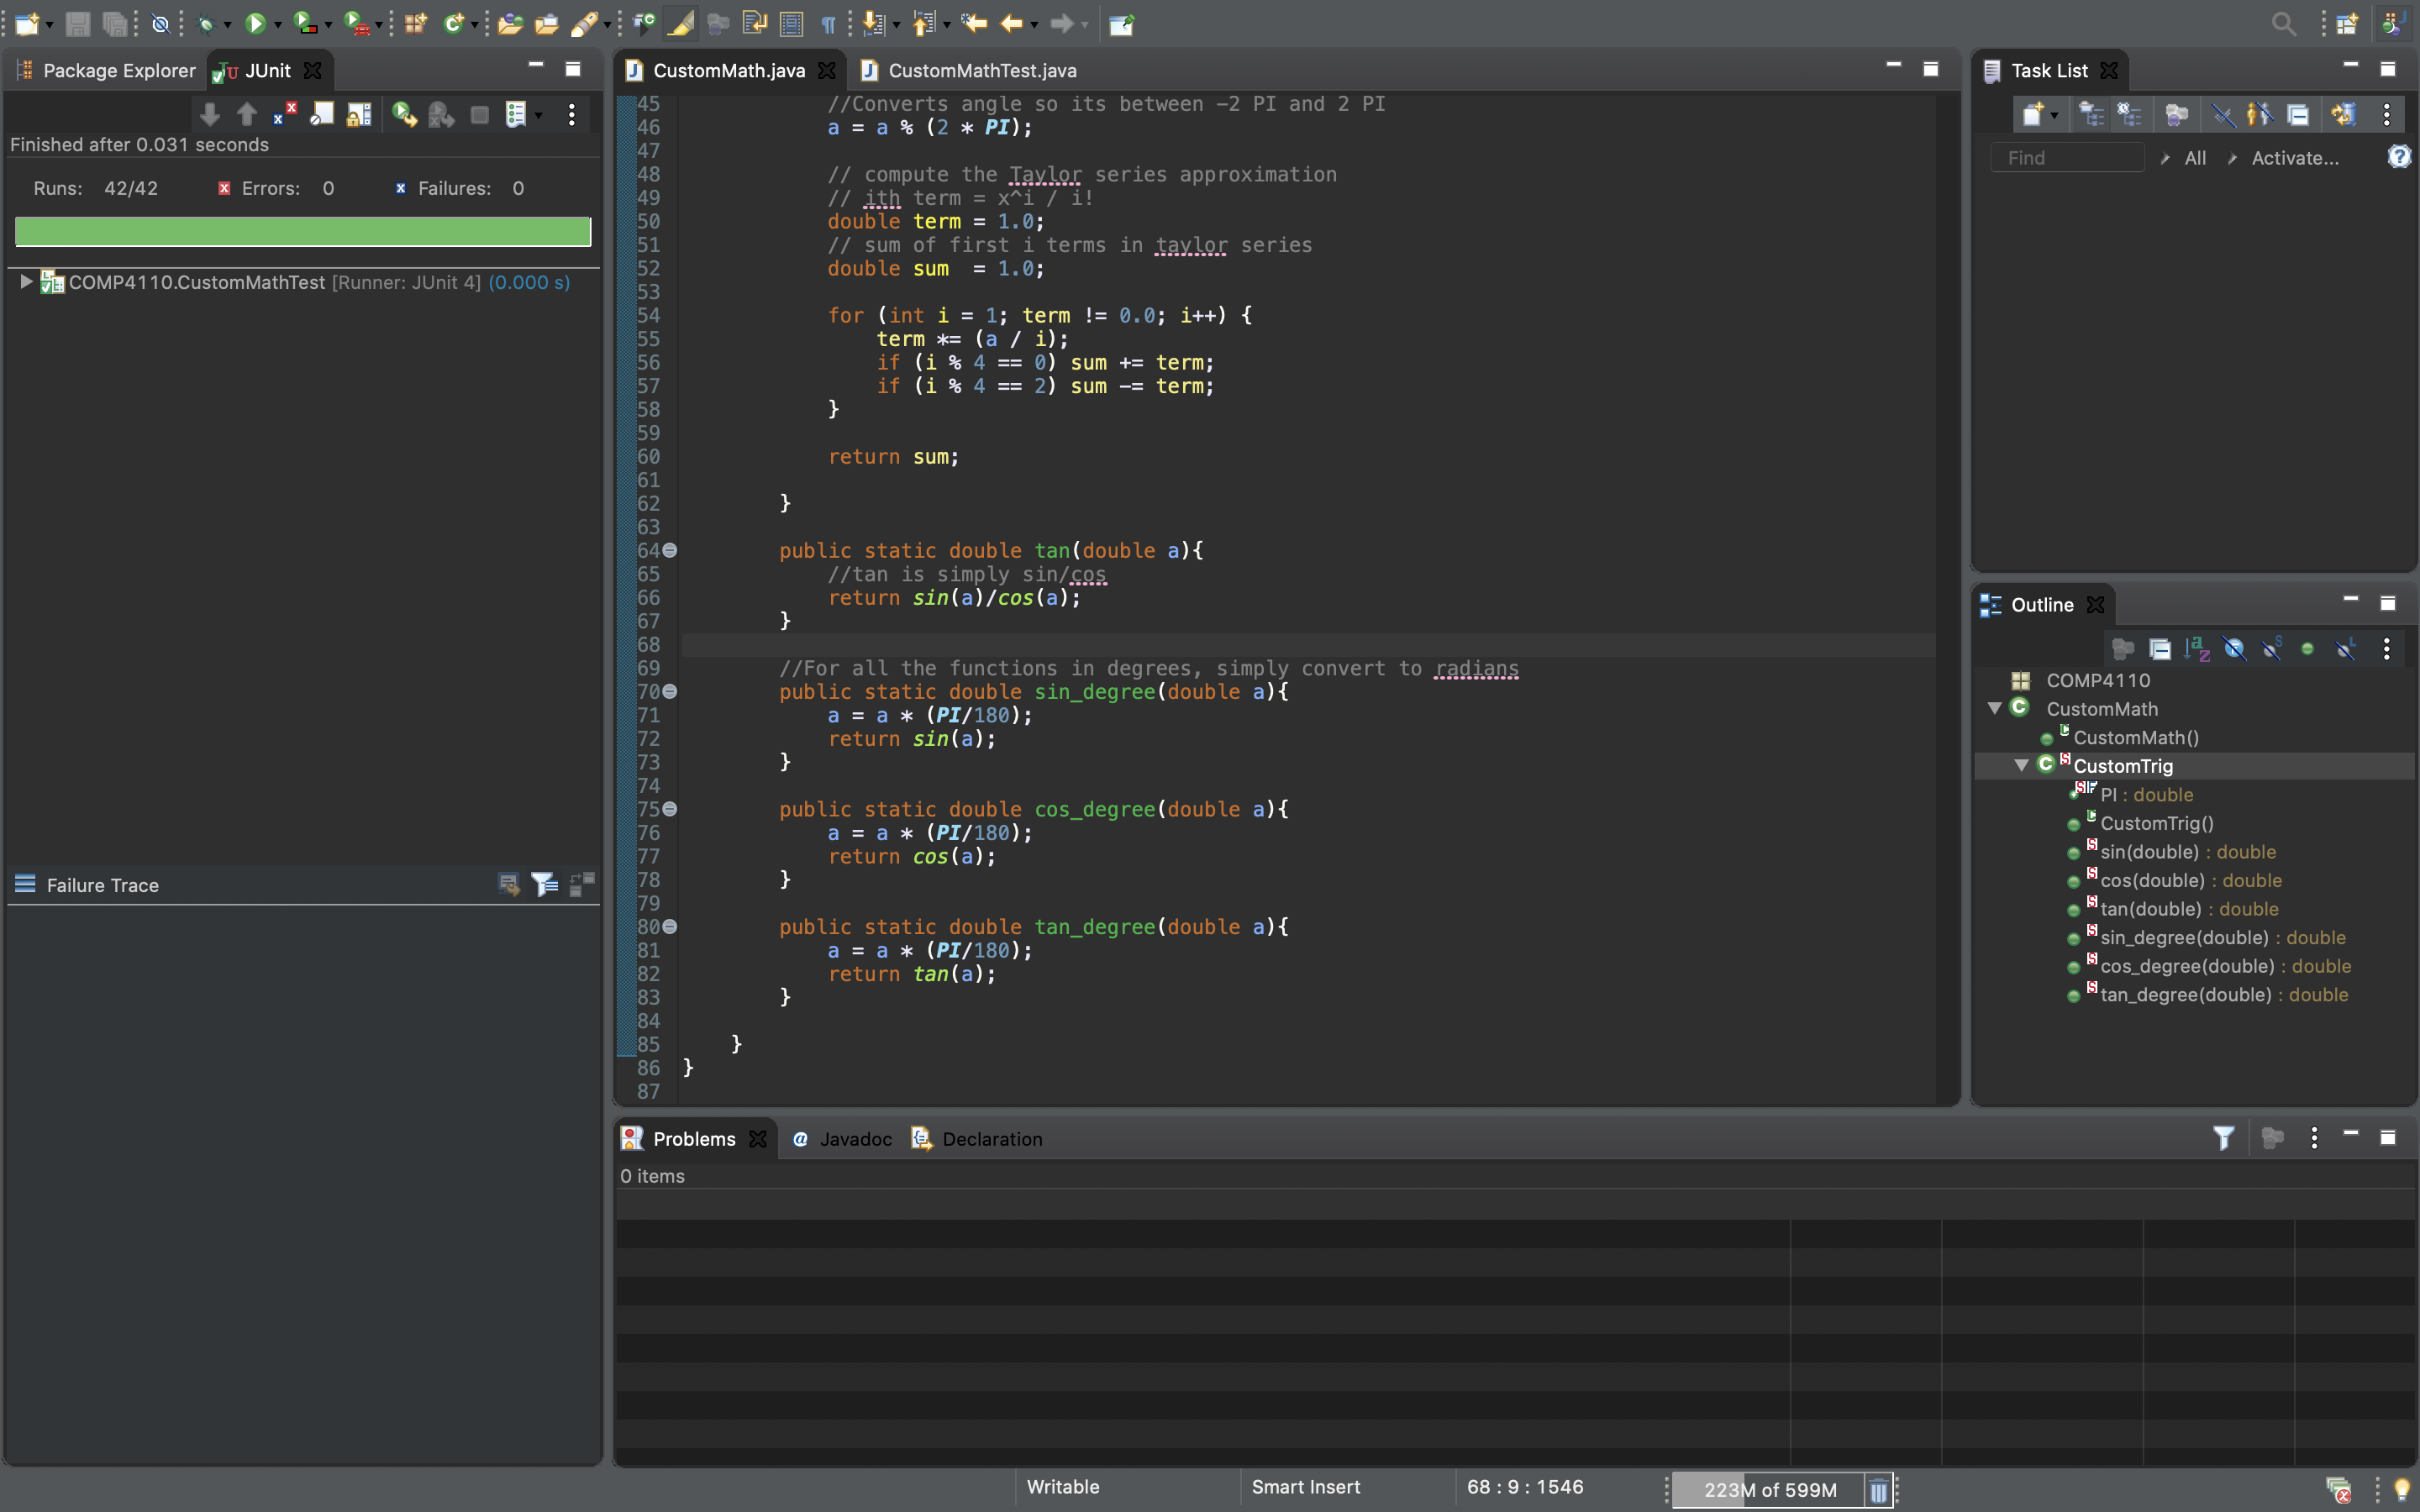 Package Explorer
JUnit
Finished after 0.031 seconds
Runs: 42/42
Errors: 0
Failures: 0
COMP4110.CustomMathTest [Runner: JUnit 4] (0.000 s)
Failure Trace
CustomMath.java
CustomMathTest.java
45 //Converts angle so its between -2 PI and 2 PI
46 a = a % (2 * PI);
47
48 // compute the Taylor series approximation
49 // ith term = x^i / i!
50 double term = 1.0;
51 // sum of first i terms in taylor series
52 double sum  = 1.0;
53
54 for (int i = 1; term != 0.0; i++) {
55 term *= (a / i);
56 if (i % 4 == 0) sum += term;
57 if (i % 4 == 2) sum -= term;
58 }
59
60 return sum;
61
62 }
63
64 public static double tan(double a){
65 //tan is simply sin/cos
66 return sin(a)/cos(a);
67 }
68
69 //For all the functions in degrees, simply convert to radians
70 public static double sin_degree(double a){
71 a = a * (PI/180);
72 return sin(a);
73 }
74
75 public static double cos_degree(double a){
76 a = a * (PI/180);
77 return cos(a);
78 }
79
80 public static double tan_degree(double a){
81 a = a * (PI/180);
82 return tan(a);
83 }
84
85 }
86 }
87
Task List
Find
All
Activate...
Outline
COMP4110
CustomMath
CustomMath()
CustomTrig
PI : double
CustomTrig()
sin(double) : double
cos(double) : double
tan(double) : double
sin_degree(double) : double
cos_degree(double) : double
tan_degree(double) : double
Problems
@ Javadoc
Declaration
0 items
Writable
Smart Insert
68 : 9 : 1546
223M of 599M